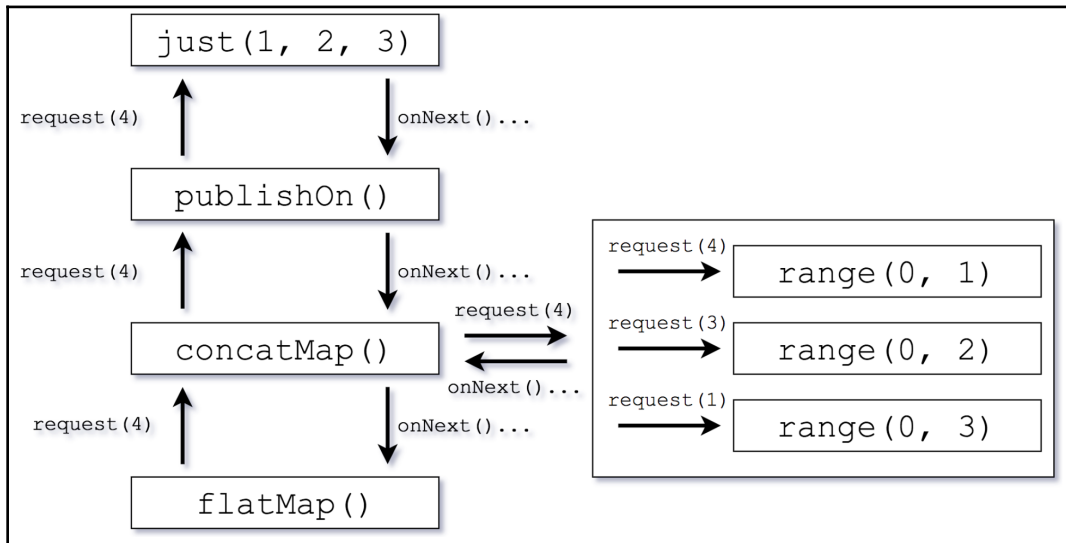 just(1, 2, 3)
request(4)
onNext()...
publishOn()
request(4)
onNext()...
request(4)
concatMap()
onNext()...
request(4)
range(0, 1)
request(3)
range(0, 2)
request(1)
range(0, 3)
request(4)
onNext()...
flatMap()